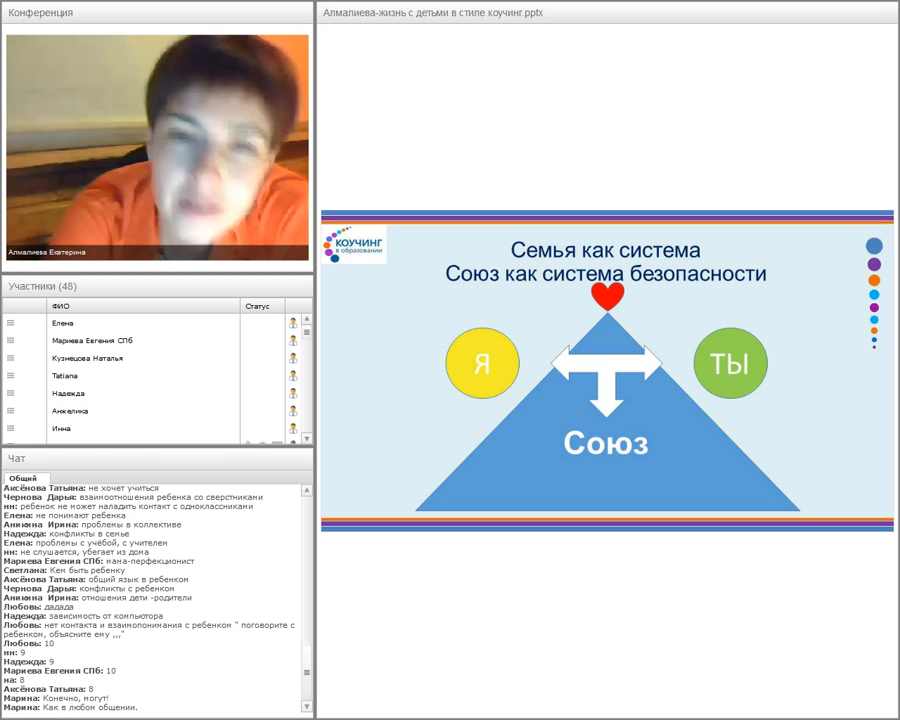 Конференция
Алмалиева Екатерина
Участники (48)
ФИО
Статус
Елена
Мариева Евгения СПб
Кузнецова Наталья
Tatiana
Надежда
Анжелика
Инна
Чат
Общий
Аксёнова Татьяна: не хочет учиться
Чернова Дарья: взаимоотношения ребенка со сверстниками
нн: ребенок не может наладить контакт с одноклассниками
Елена: не понимают ребенка
Аникина Ирина: проблемы в коллективе
Надежда: конфликты в семье
Елена: проблемы с учёбой, с учителем
нн: не слушается, убегает из дома
Мариева Евгения СПб: мама-перфекционист
Светлана: Кем быть ребенку
Аксёнова Татьяна: общий язык в ребенком
Чернова Дарья: конфликты с ребенком
Аникина Ирина: отношения дети -родители
Любовь: дадада
Надежда: зависимость от компьютора
Любовь: нет контакта и взаимопонимания с ребенком " поговорите с
ребенком, объясните ему ,,,"
Любовь: 10
нн: 9
Надежда: 9
Мариева Евгения СПб: 10
на: 8
Аксёнова Татьяна: 8
Марина: Конечно, могут!
Марина: Как в любом общении.
Алмалиева-жизнь с детьми в стиле коучинг.pptx
КОУЧИНГ
в образовании
Семья как система
Союз как система безопасности
Я
ТЫ
Союз